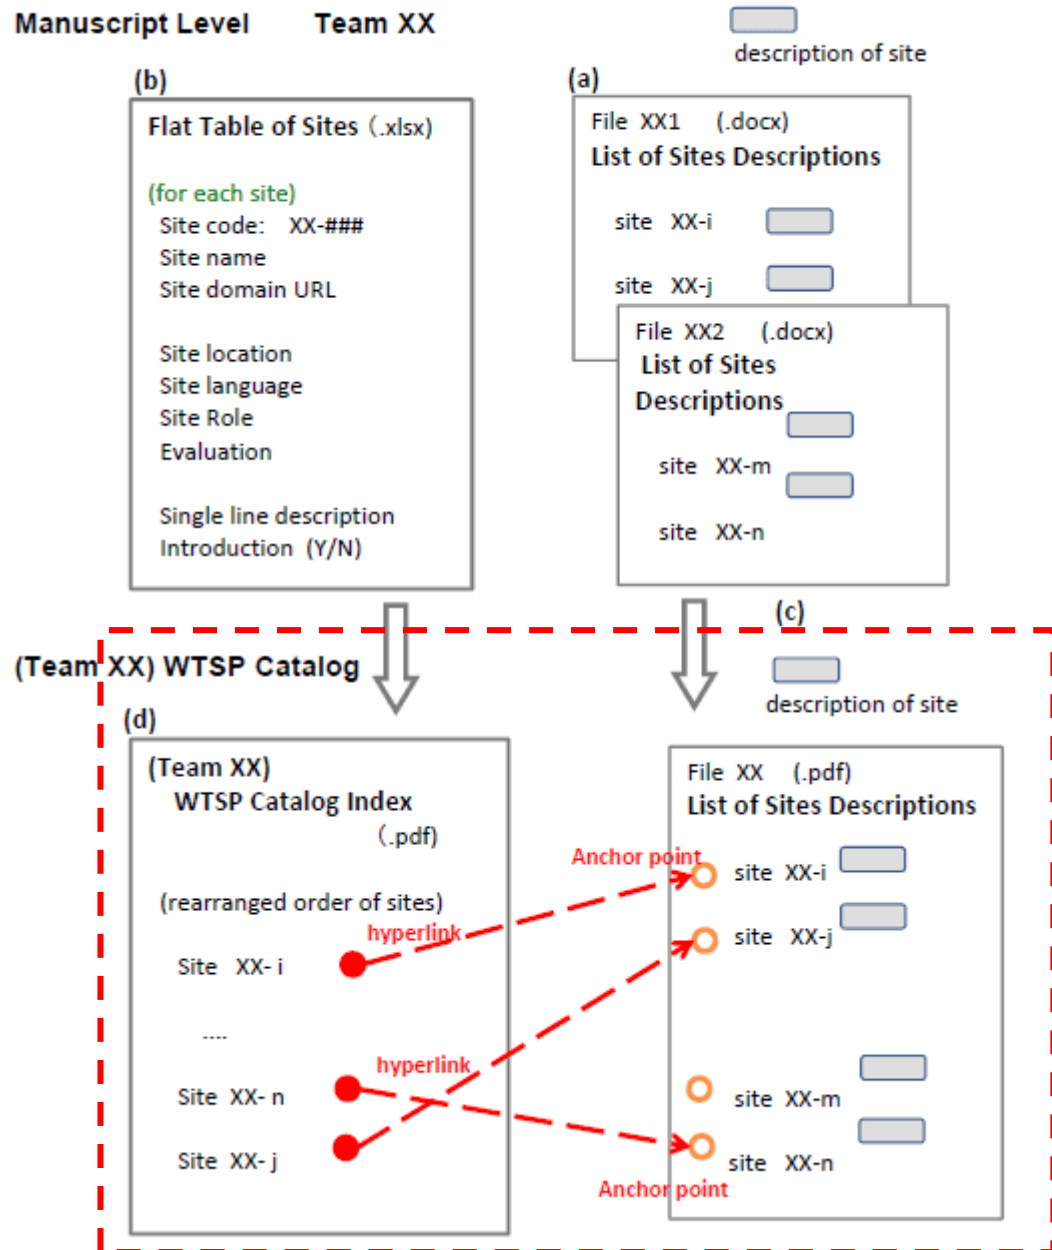 Manuscript Level Team XX
description of site
(b)
Flat Table of Sites (.xlsx)
(for each site)
Site code: XX-###
Site name
Site domain URL
Site location
Site language
Site Role
Evaluation
Single line description
Introduction (Y/N)
(a)
File XX1 (.docx)
List of Sites Descriptions
site XX-i
site XX-j
File XX2 (.docx)
List of Sites
Descriptions
site XX-m
site XX-n
(c)
(Team XX) WTSP Catalog
description of site
(d)
(Team XX)
WTSP Catalog Index
(.pdf)
(rearranged order of sites)
hyperlink
Site XX- i
....
hyperlink
Site XX- n
Site XX- j
File XX (.pdf)
List of Sites Descriptions
Anchor point
site XX-i
site XX-j
site XX-m
site XX-n
Anchor point